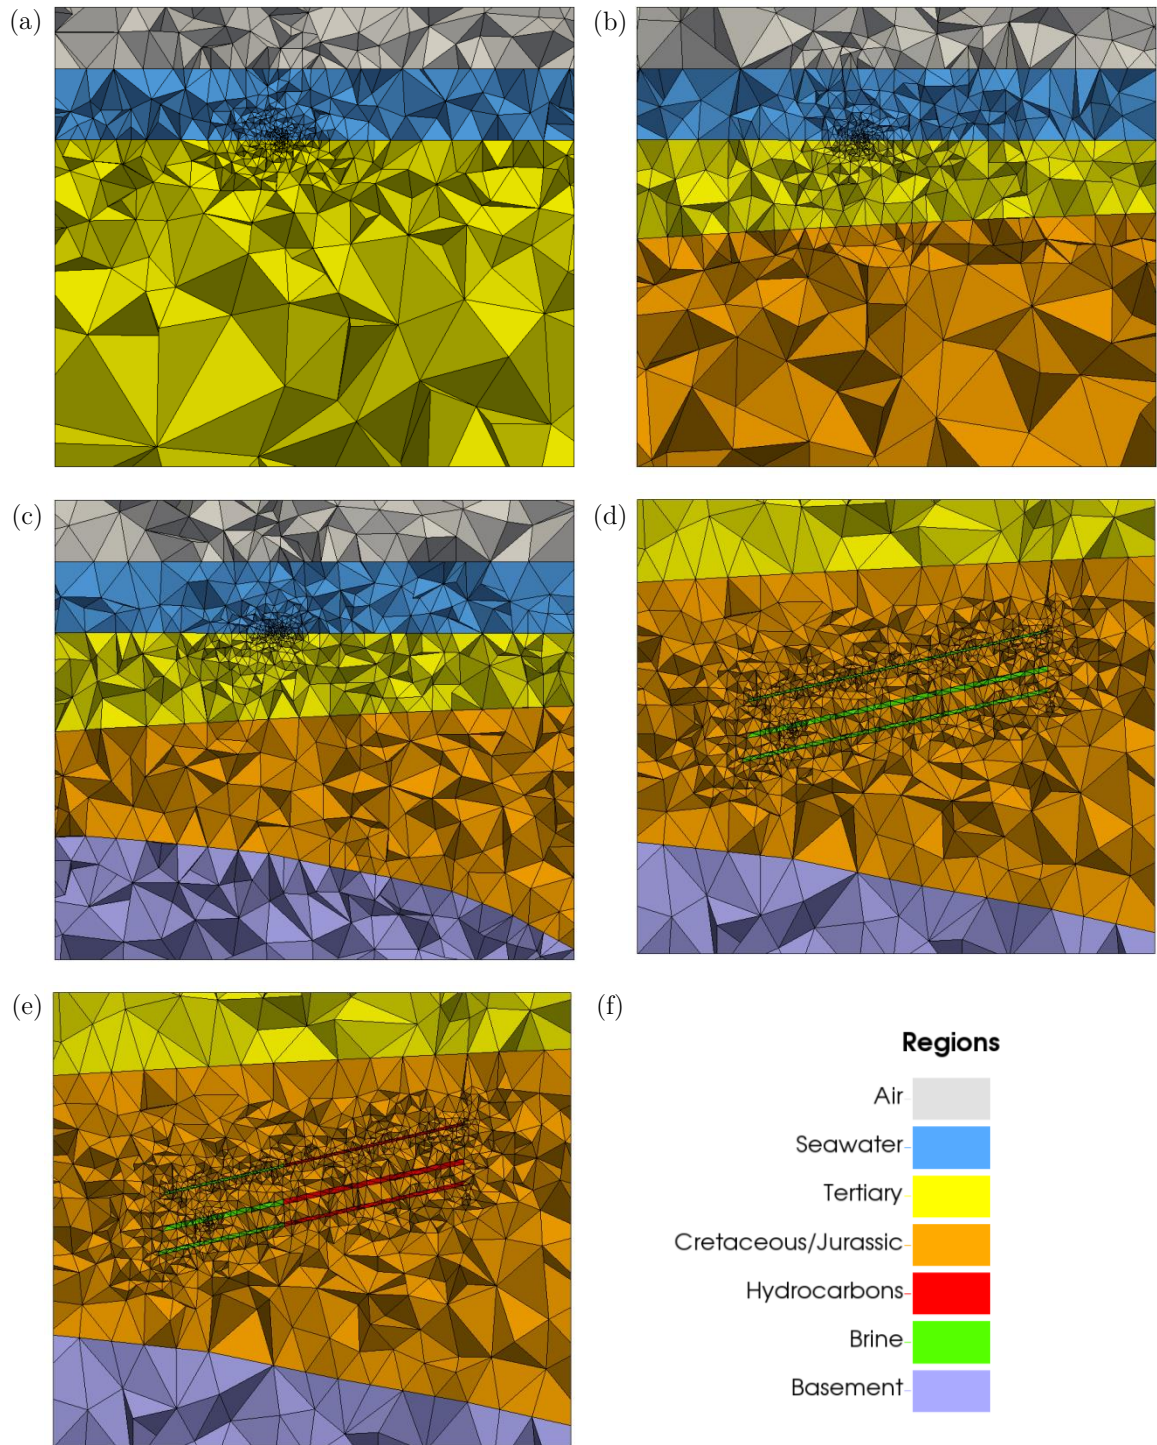 (a)
(b)
(c)
(d)
(e)
(f)
Regions
Air
Seawater
Tertiary
Cretaceous/Jurassic
Hydrocarbons
Brine
Basement